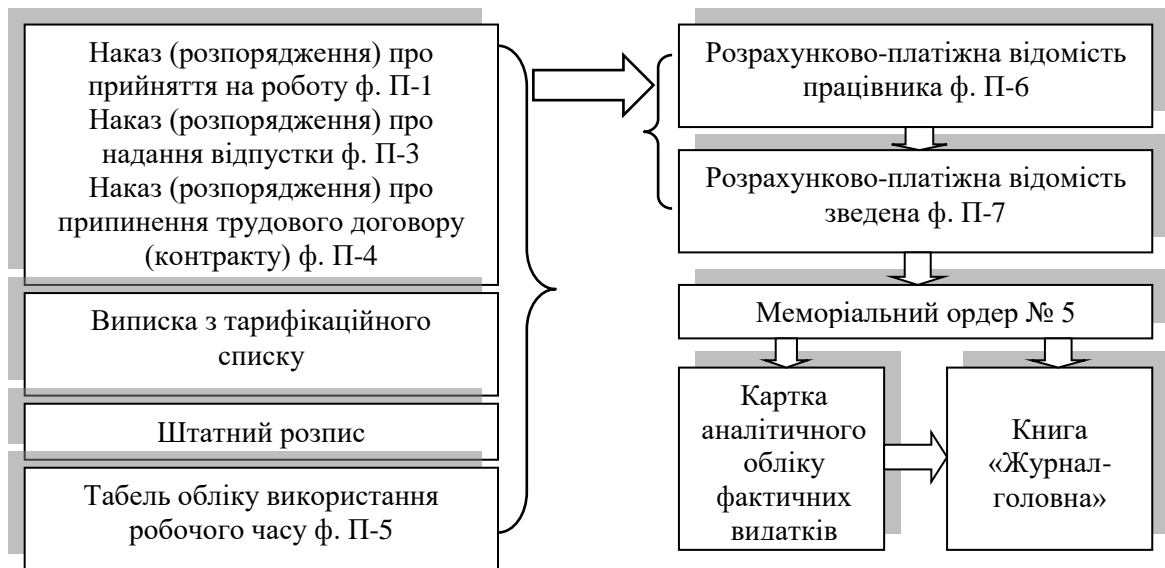 Наказ (розпорядження) про
прийняття на роботу ф. П-1
Наказ (розпорядження) про
надання відпустки ф. П-3
Наказ (розпорядження) про
припинення трудового договору
(контракту) ф. П-4
Виписка з тарифікаційного
списку
Штатний розпис
Табель обліку використання
робочого часу ф. П-5
Розрахунково-платіжна відомість
працівника ф. П-6
Розрахунково-платіжна відомість
зведена ф. П-7
Меморіальний ордер № 5
Картка
аналітичного
обліку
фактичних
видатків
Книга
«Журнал-
головна»